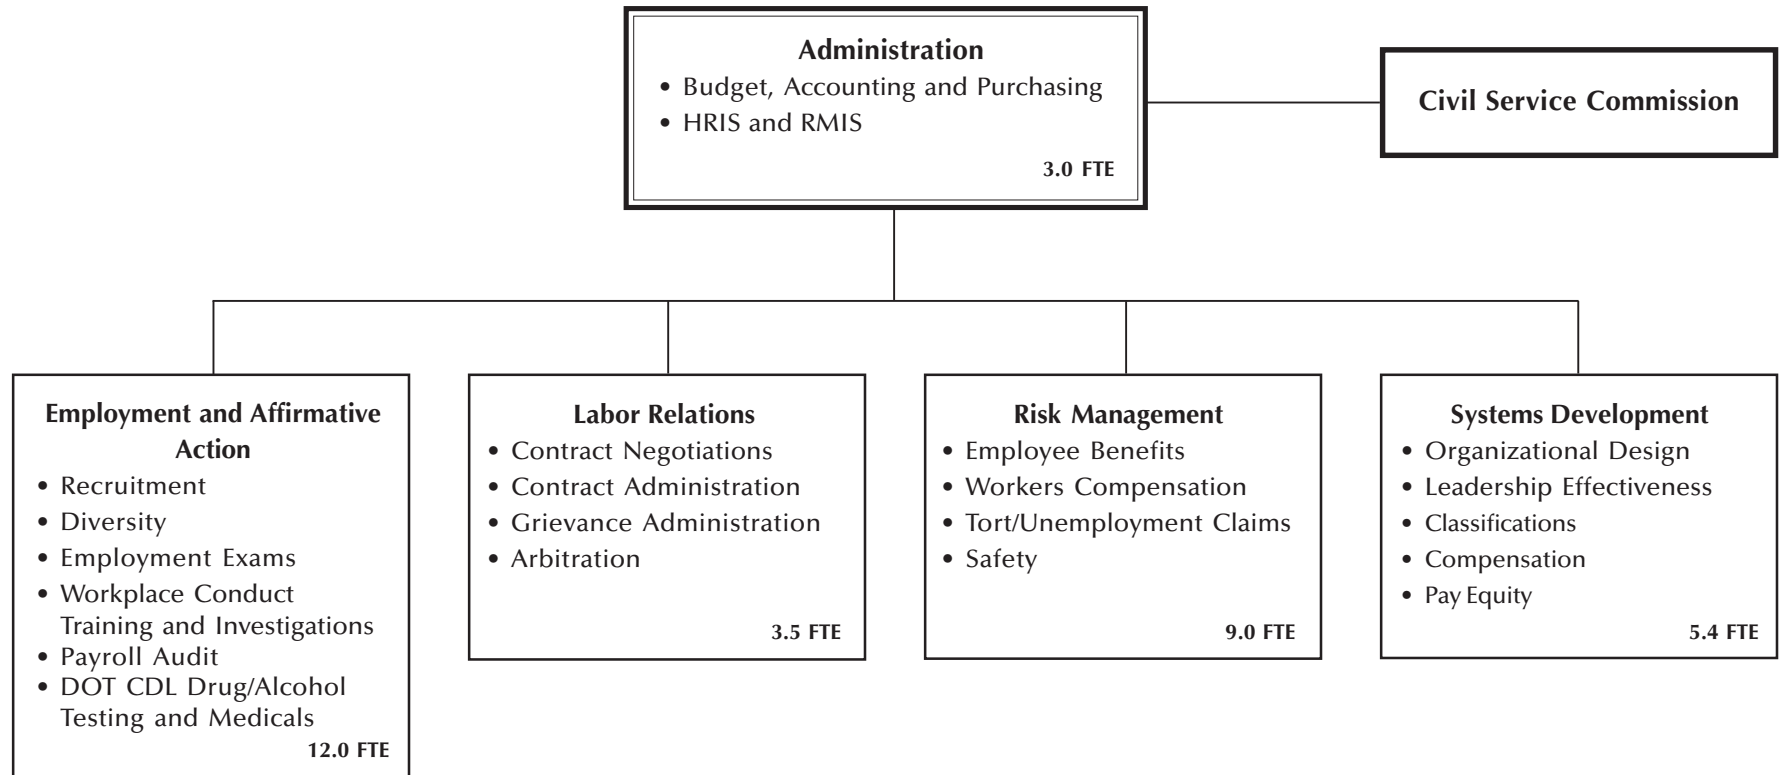 Administration
• Budget, Accounting and Purchasing
• HRIS and RMIS
3.0 FTE
Civil Service Commission
Employment and Affirmative
Action
• Recruitment
• Diversity
• Employment Exams
• Workplace Conduct
Training and Investigations
• Payroll Audit
• DOT CDL Drug/Alcohol
Testing and Medicals
12.0 FTE
Labor Relations
• Contract Negotiations
• Contract Administration
• Grievance Administration
• Arbitration
3.5 FTE
Risk Management
• Employee Benefits
• Workers Compensation
• Tort/Unemployment Claims
• Safety
9.0 FTE
Systems Development
• Organizational Design
• Leadership Effectiveness
• Classifications
• Compensation
• Pay Equity
5.4 FTE